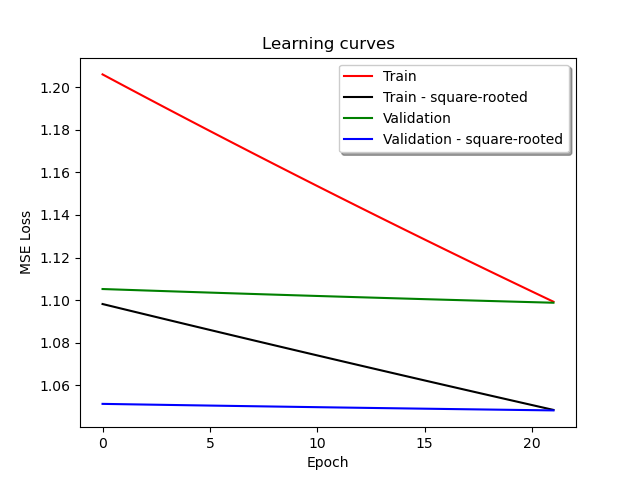 Learning curves
Train
Train - square-rooted
Validation
Validation - square-rooted
MSE Loss
1.20
1.18
1.16
1.14
1.12
1.10
1.08
1.06
0
5
10
15
20
Epoch